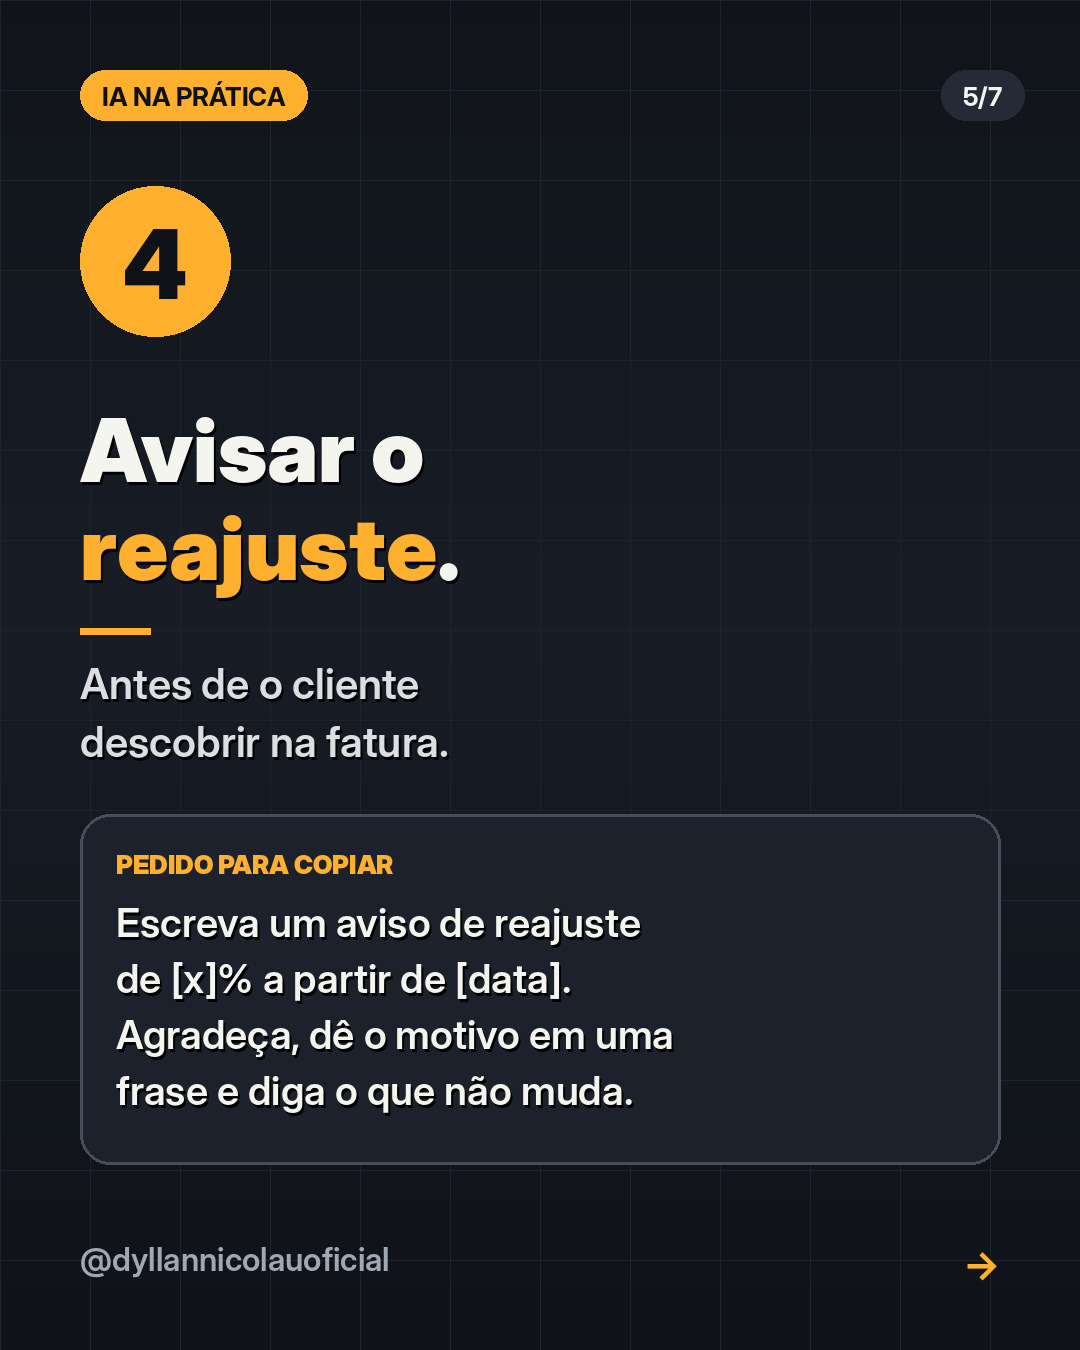 IA NA PRÁTICA
5/7
4
Avisar o
reajuste.
Antes de o cliente
descobrir na fatura.
PEDIDO PARA COPIAR
Escreva um aviso de reajuste
de [x]% a partir de [data].
Agradeça, dê o motivo em uma
frase e diga o que não muda.
@dyllannicolauoficial
→